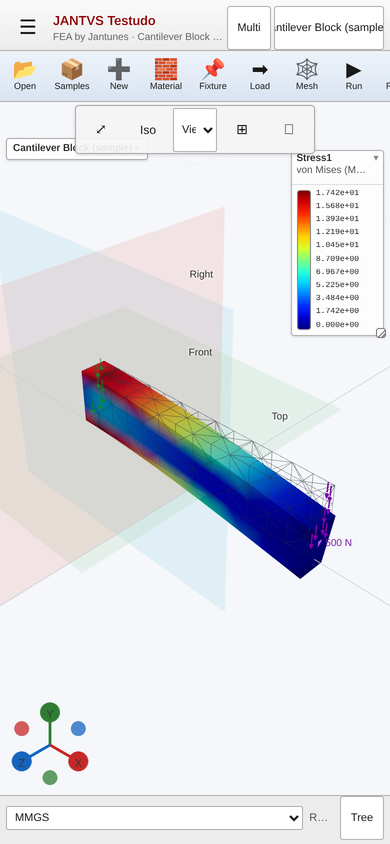 ☰
JANTVS Testudo
FEA by Jantunes · Cantilever Block ...
Multi
Cantilever Block (sample
Open
Samples
New
Material
Fixture
Load
Mesh
Run
Iso
Vie
Cantilever Block (sample)
Stress1
von Mises (M...
1.742e+01
1.568e+01
1.393e+01
1.219e+01
1.045e+01
8.709e+00
6.967e+00
5.225e+00
3.484e+00
1.742e+00
0.000e+00
Right
Front
Top
500 N
Y
Z
X
MMGS
R...
Tree